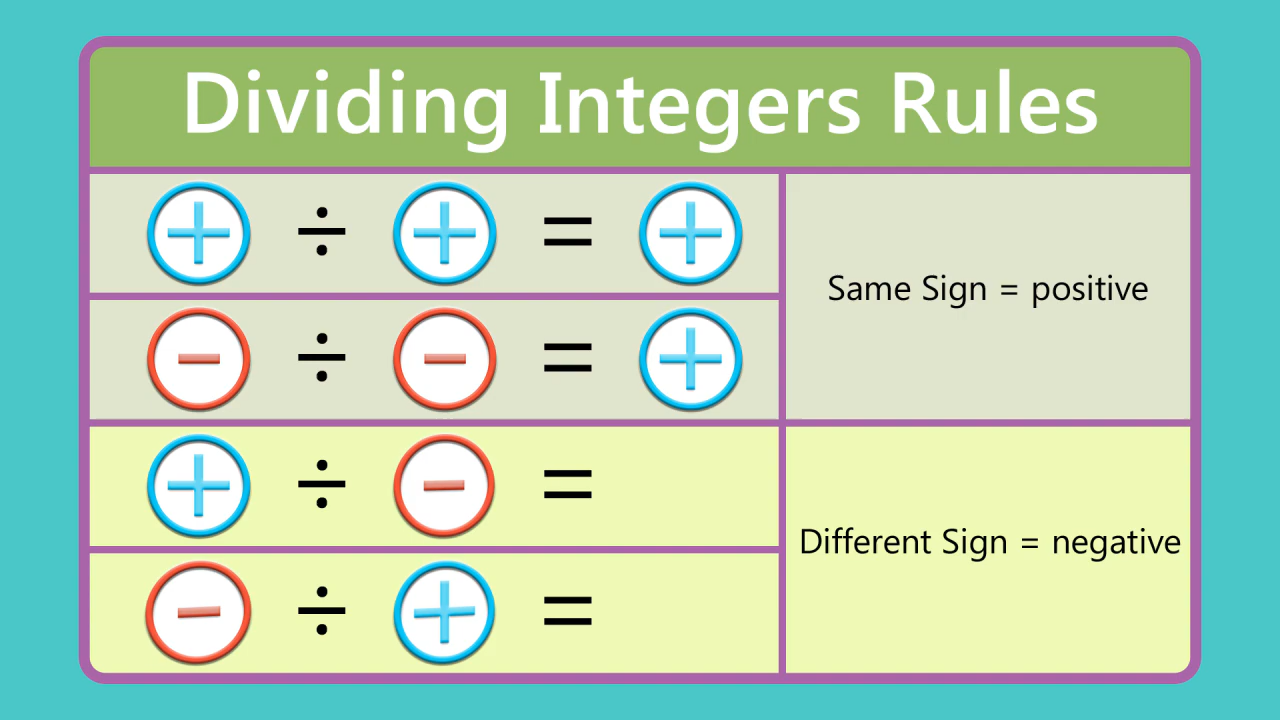 Dividing Integers Rules
+ ÷ + = +
Same Sign = positive
- ÷ - = +
+ ÷ - =
Different Sign = negative
- ÷ + =